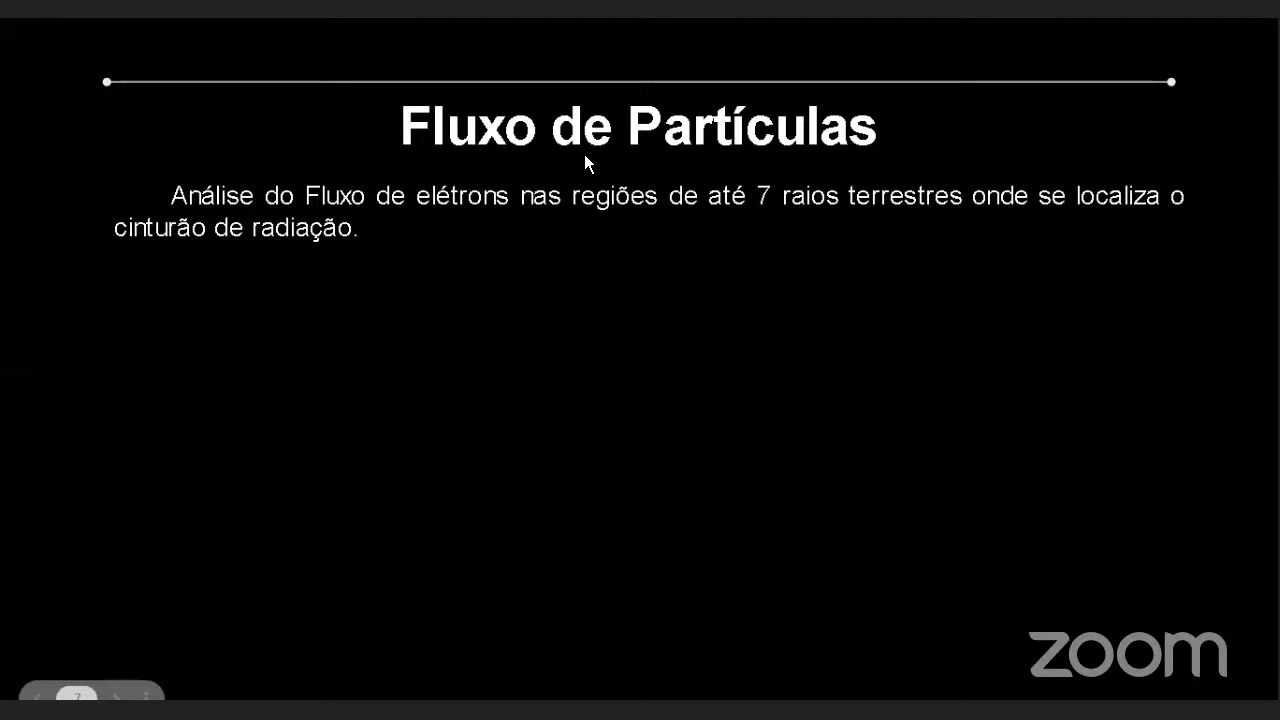 Fluxo de Partículas
Análise do Fluxo de elétrons nas regiões de até 7 raios terrestres onde se localiza o
cinturão de radiação.
zoom
7